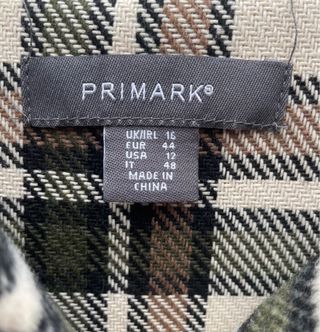 PRIMARK®
UK/IRL 16
EUR 44
USA 12
IT 48
MADE IN
CHINA